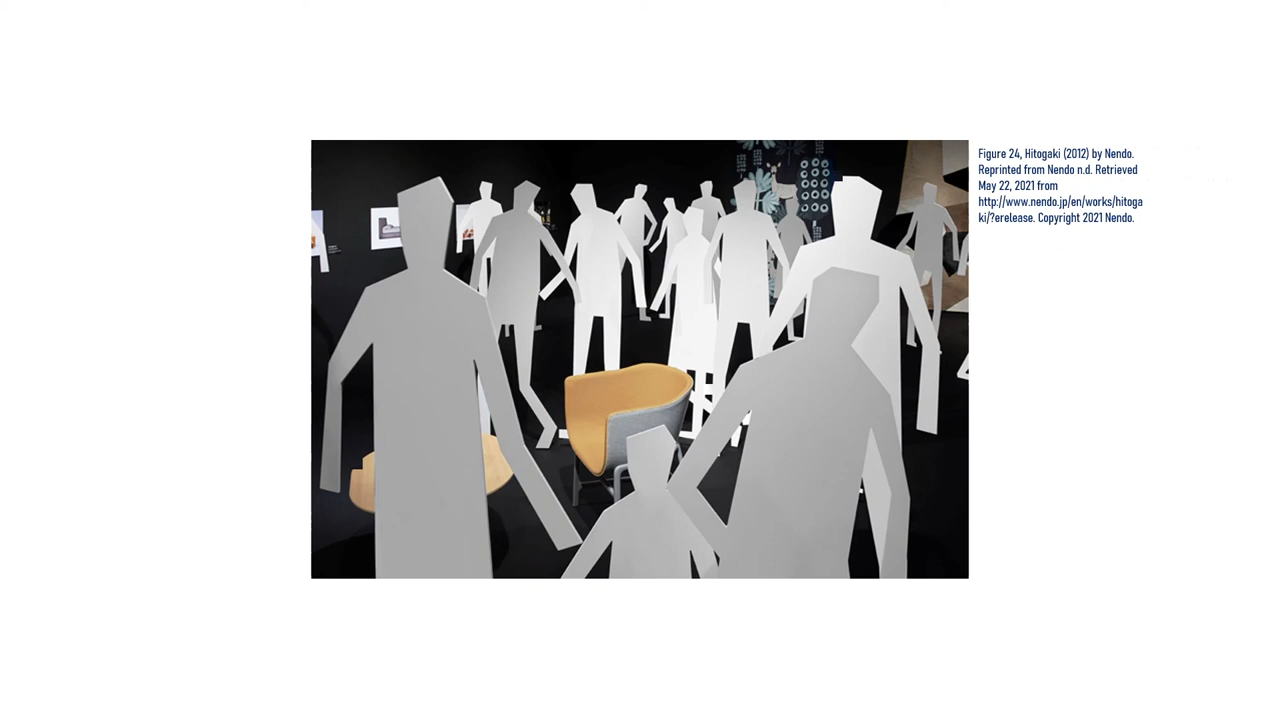 Figure 24, Hitogaki (2012) by Nendo.
Reprinted from Nendo n.d. Retrieved
May 22, 2021 from
http://www.nendo.jp/en/works/hitoga
ki/?erelease. Copyright 2021 Nendo.